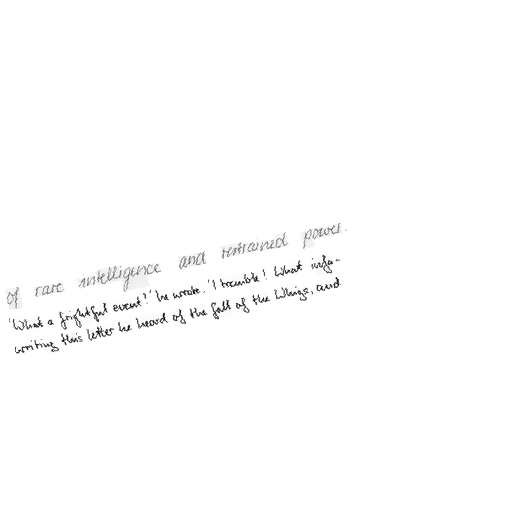 of rare intelligence and restrained power.
'What a frightful event!' he wrote. 'I tremble! What infa-
writing this letter he heard of the fall of the Whigs, and